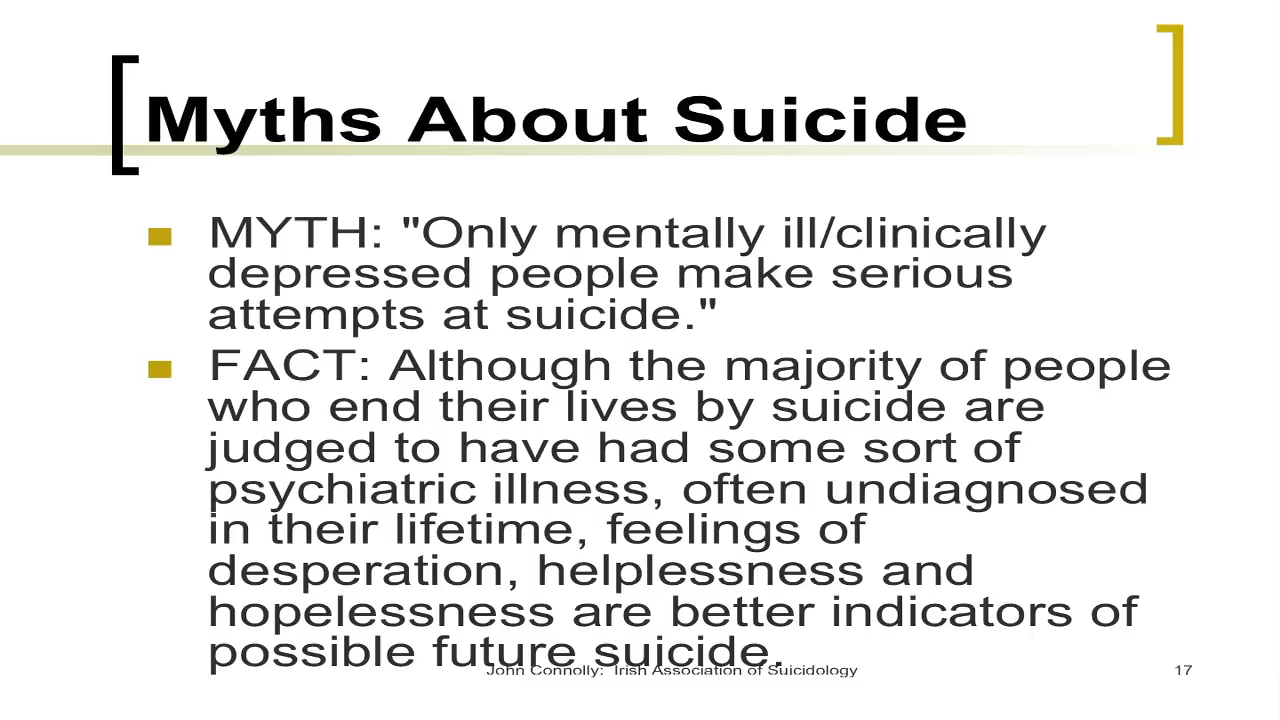 Myths About Suicide
MYTH: "Only mentally ill/clinically
depressed people make serious
attempts at suicide."
FACT: Although the majority of people
who end their lives by suicide are
judged to have had some sort of
psychiatric illness, often undiagnosed
in their lifetime, feelings of
desperation, helplessness and
hopelessness are better indicators of
possible future suicide.
John Connolly: Irish Association of Suicidology
17